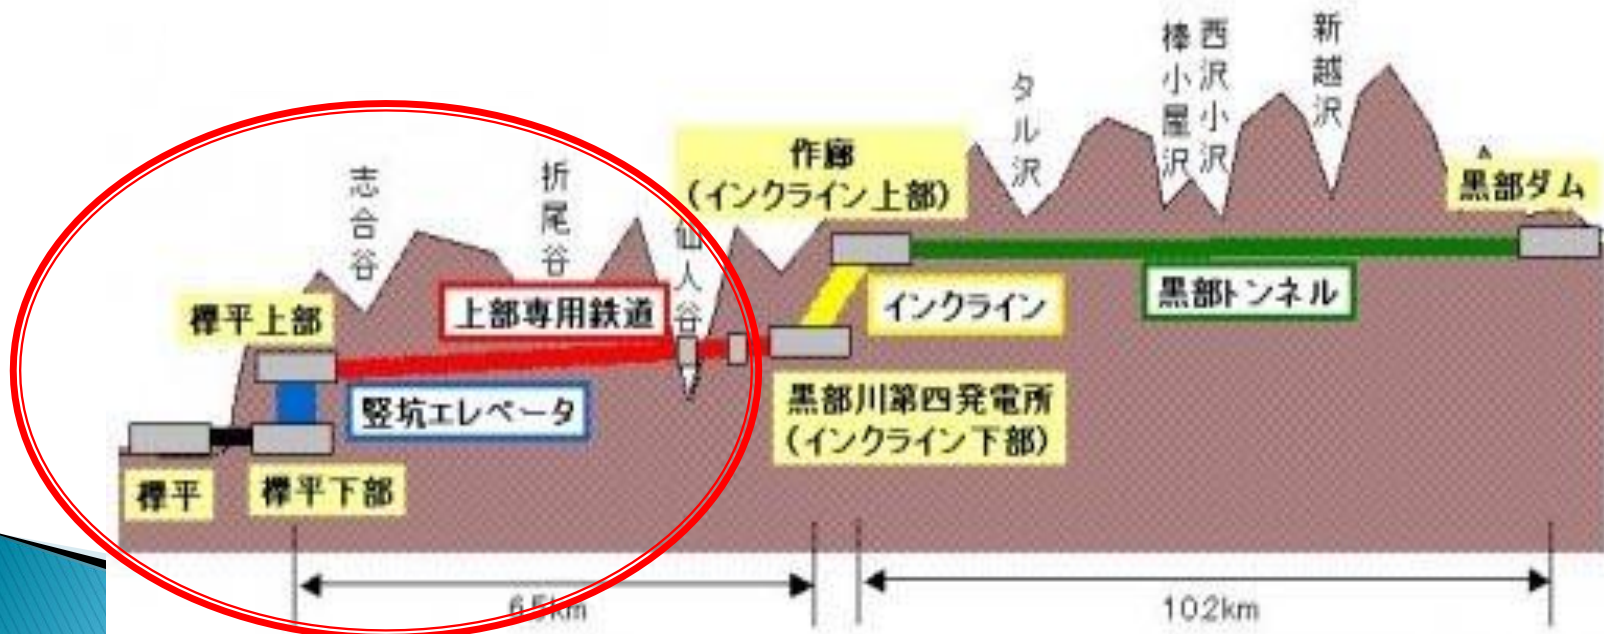 新越沢
西沢小沢
棒小屋沢
タル沢
作廊
(インクライン上部)
黒部ダム
折尾谷
志合谷
仙人谷
欅平上部
上部専用鉄道
インクライン
黒部トンネル
竪坑エレベータ
黒部川第四発電所
(インクライン下部)
欅平
欅平下部
65km
102km